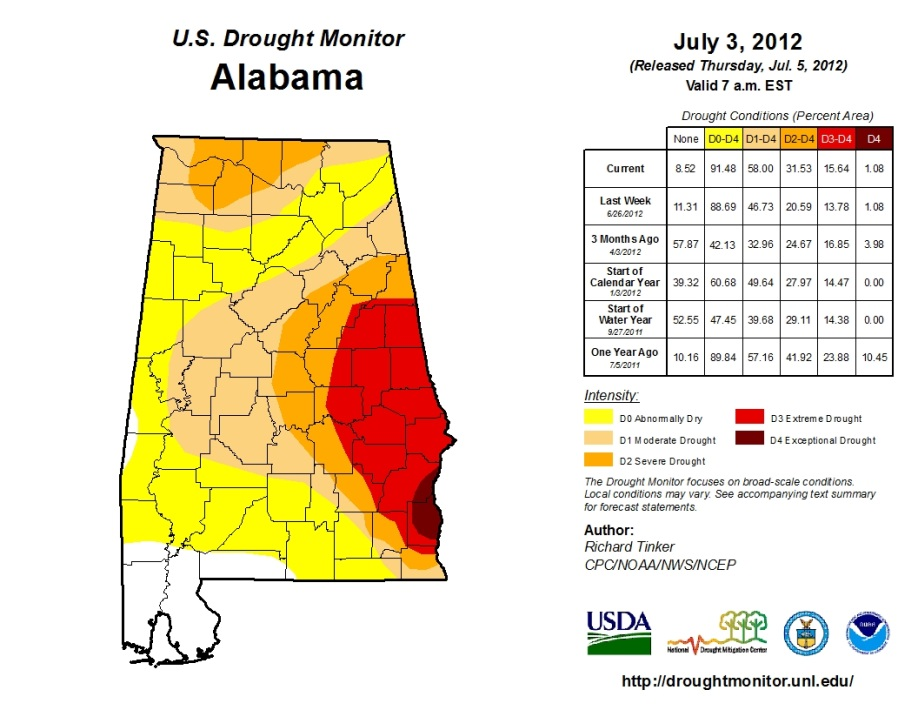 U.S. Drought Monitor
Alabama
July 3, 2012
(Released Thursday, Jul. 5, 2012)
Valid 7 a.m. EST
Drought Conditions (Percent Area)
None D0-D4 D1-D4 D2-D4 D3-D4 D4
Current 8.52 91.48 58.00 31.53 15.64 1.08
Last Week
6/26/2012
11.31 88.69 46.73 20.59 13.78 1.08
3 Months Ago
4/3/2012
57.87 42.13 32.96 24.67 16.85 3.98
Start of
Calendar Year
1/3/2012
39.32 60.68 49.64 27.97 14.47 0.00
Start of
Water Year
9/27/2011
52.55 47.45 39.68 29.11 14.38 0.00
One Year Ago
7/5/2011
10.16 89.84 57.16 41.92 23.88 10.45
Intensity:
D0 Abnormally Dry
D1 Moderate Drought
D2 Severe Drought
D3 Extreme Drought
D4 Exceptional Drought
The Drought Monitor focuses on broad-scale conditions.
Local conditions may vary. See accompanying text summary
for forecast statements.
Author:
Richard Tinker
CPC/NOAA/NWS/NCEP
USDA
National Drought Mitigation Center
NOAA
http://droughtmonitor.unl.edu/